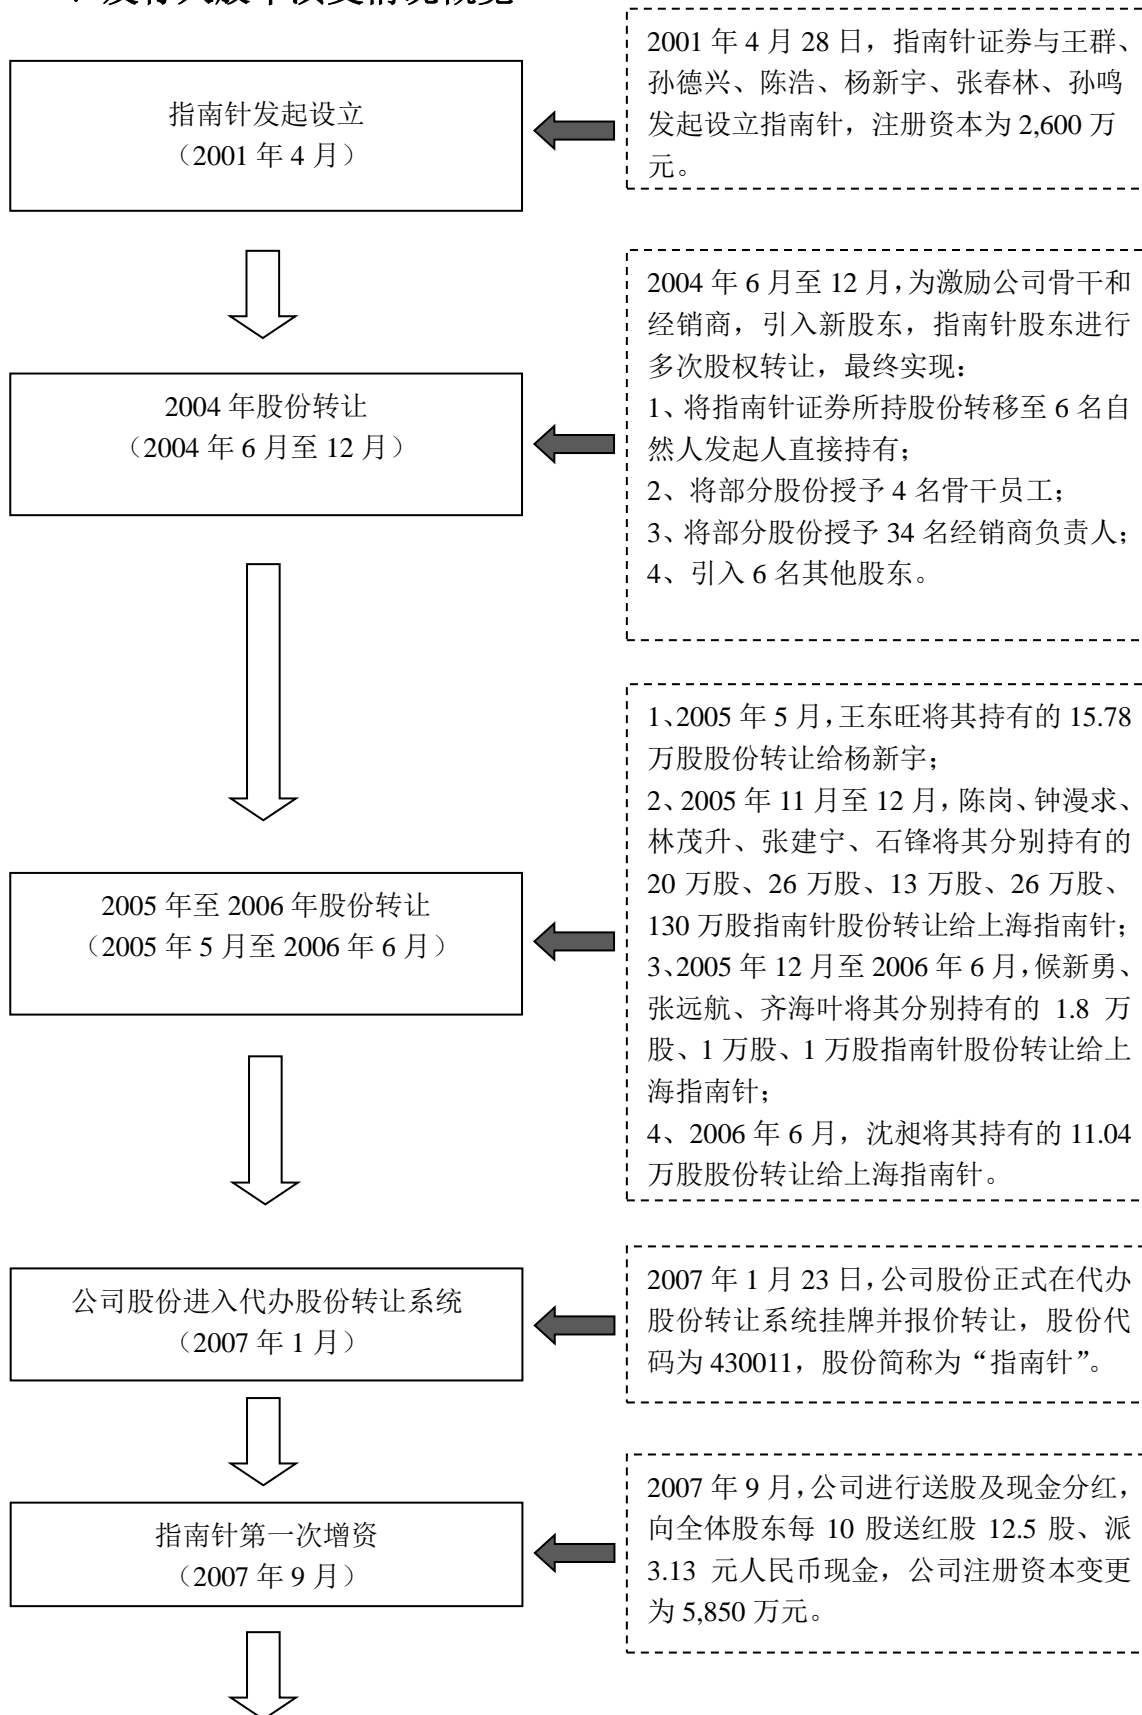 指南针发起设立
（2001 年 4 月）
2001 年 4 月 28 日，指南针证券与王群、
孙德兴、陈浩、杨新宇、张春林、孙鸣
发起设立指南针，注册资本为 2,600 万
元。
2004 年股份转让
（2004 年 6 月至 12 月）
2004 年 6 月至 12 月，为激励公司骨干和
经销商，引入新股东，指南针股东进行
多次股权转让，最终实现：
1、将指南针证券所持股份转移至 6 名自
然人发起人直接持有；
2、将部分股份授予 4 名骨干员工；
3、将部分股份授予 34 名经销商负责人；
4、引入 6 名其他股东。
2005 年至 2006 年股份转让
（2005 年 5 月至 2006 年 6 月）
1、2005 年 5 月，王东旺将其持有的 15.78
万股股份转让给杨新宇；
2、2005 年 11 月至 12 月，陈岗、钟漫求、
林茂升、张建宁、石锋将其分别持有的
20 万股、26 万股、13 万股、26 万股、
130 万股指南针股份转让给上海指南针；
3、2005 年 12 月至 2006 年 6 月，候新勇、
张远航、齐海叶将其分别持有的 1.8 万
股、1 万股、1 万股指南针股份转让给上
海指南针；
4、2006 年 6 月，沈昶将其持有的 11.04
万股股份转让给上海指南针。
公司股份进入代办股份转让系统
（2007 年 1 月）
2007 年 1 月 23 日，公司股份正式在代办
股份转让系统挂牌并报价转让，股份代
码为 430011，股份简称为“指南针”。
指南针第一次增资
（2007 年 9 月）
2007 年 9 月，公司进行送股及现金分红，
向全体股东每 10 股送红股 12.5 股、派
3.13 元人民币现金，公司注册资本变更
为 5,850 万元。